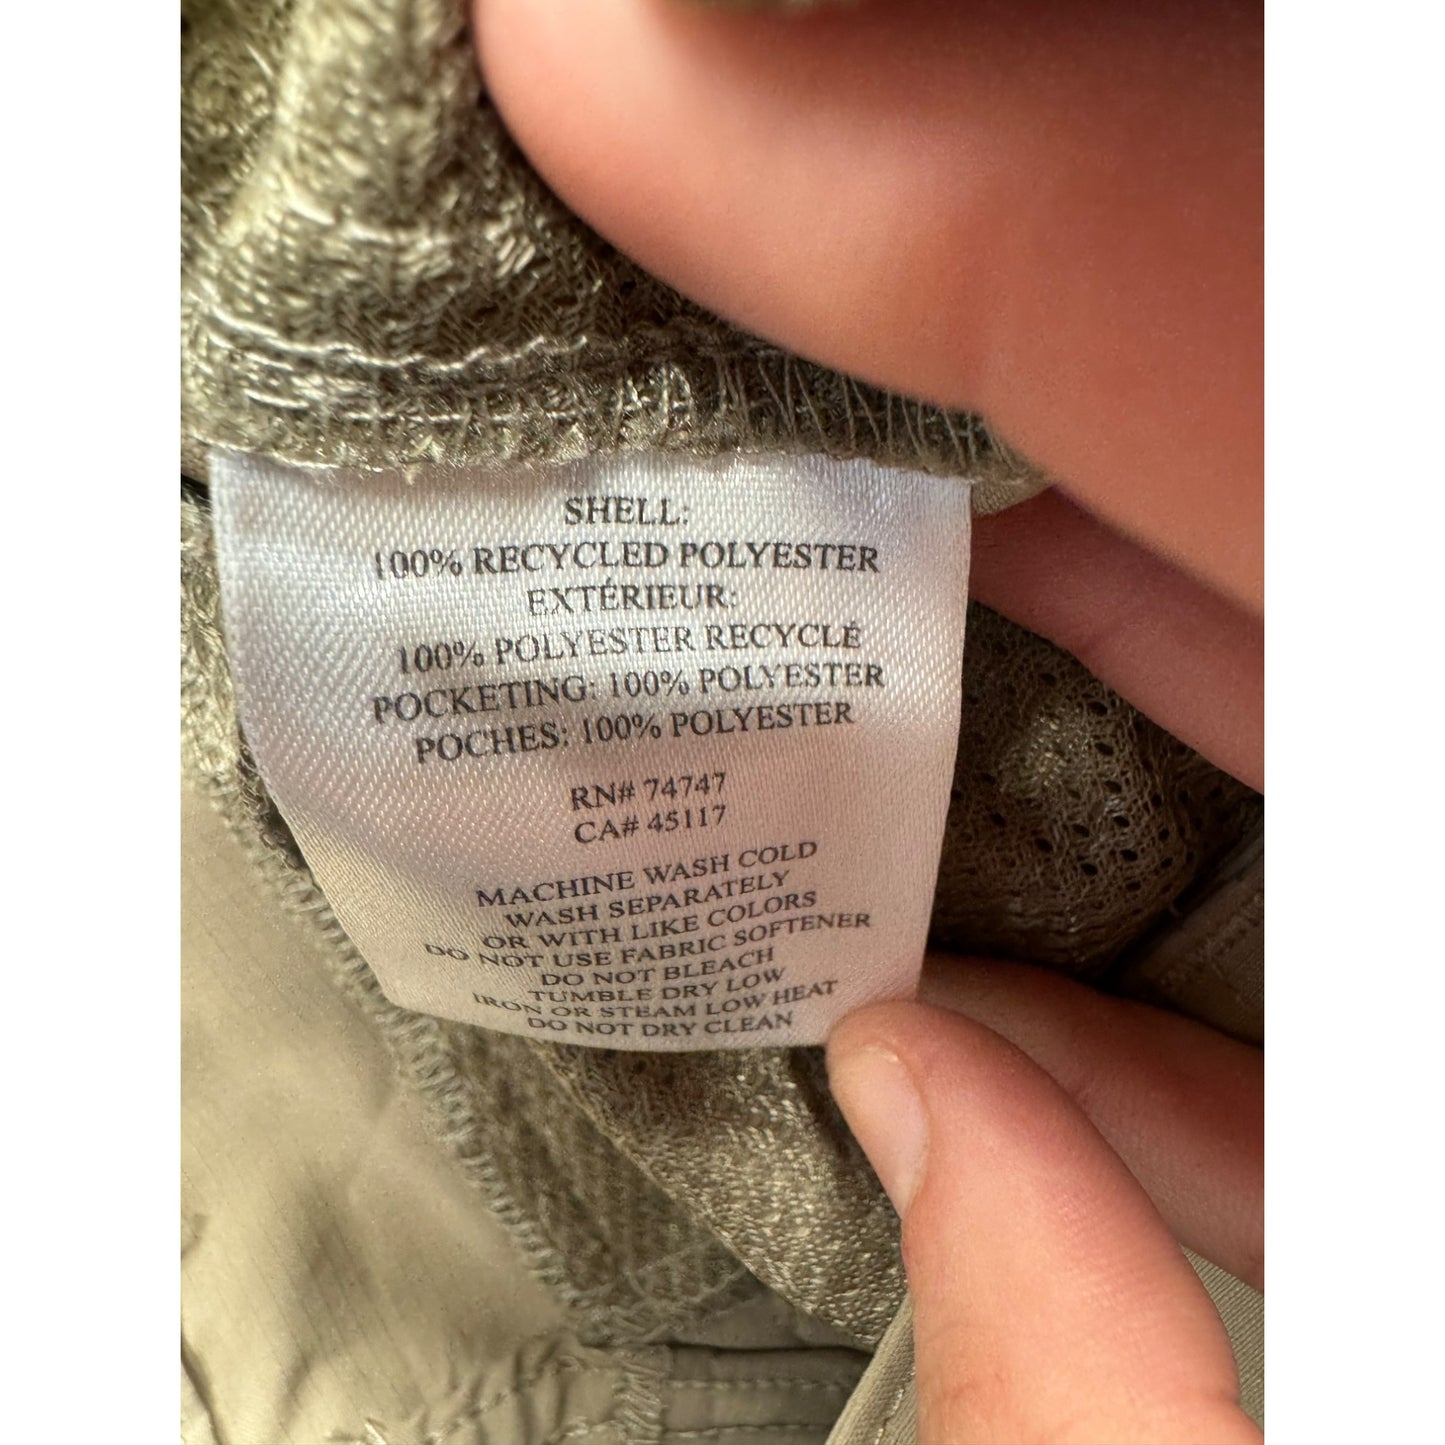 SHELL:
100% RECYCLED POLYESTER
EXTÉRIEUR:
100% POLYESTER RECYCLÉ
POCKETING: 100% POLYESTER
POCHES: 100% POLYESTER
RN# 74747
CA# 45117
MACHINE WASH COLD
WASH SEPARATELY
OR WITH LIKE COLORS
DO NOT USE FABRIC SOFTENER
DO NOT BLEACH
TUMBLE DRY LOW
IRON OR STEAM LOW HEAT
DO NOT DRY CLEAN